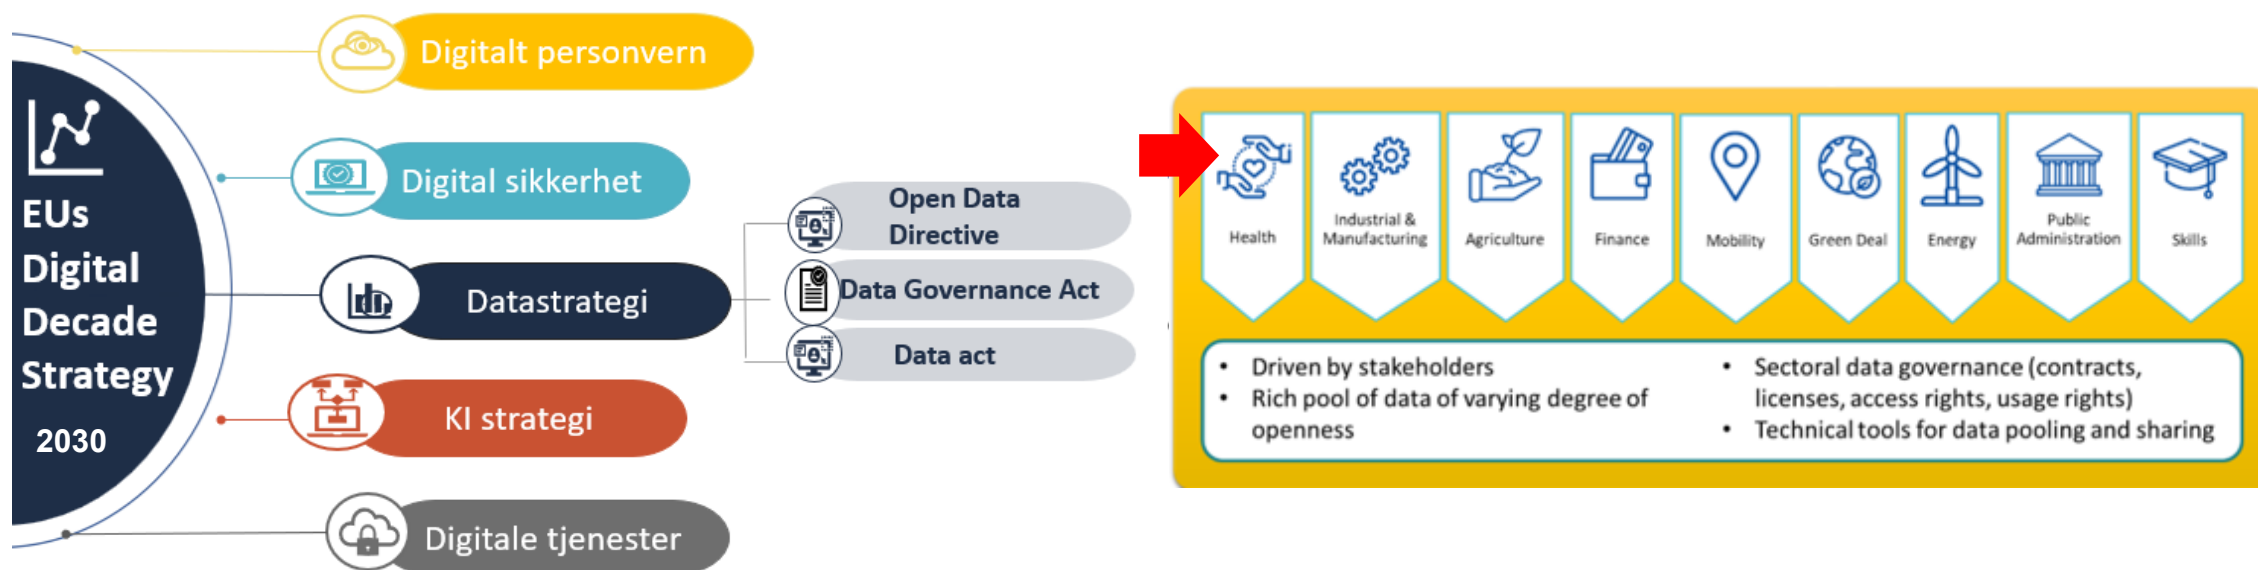 EUs
Digital
Decade
Strategy
2030
Digitalt personvern
Digital sikkerhet
Datastrategi
KI strategi
Digitale tjenester
Open Data
Directive
Data Governance Act
Data act
Health
Industrial &
Manufacturing
Agriculture
Finance
Mobility
Green Deal
Energy
Public
Administration
Skills
• Driven by stakeholders
• Rich pool of data of varying degree of
openness
• Sectoral data governance (contracts,
licenses, access rights, usage rights)
• Technical tools for data pooling and sharing